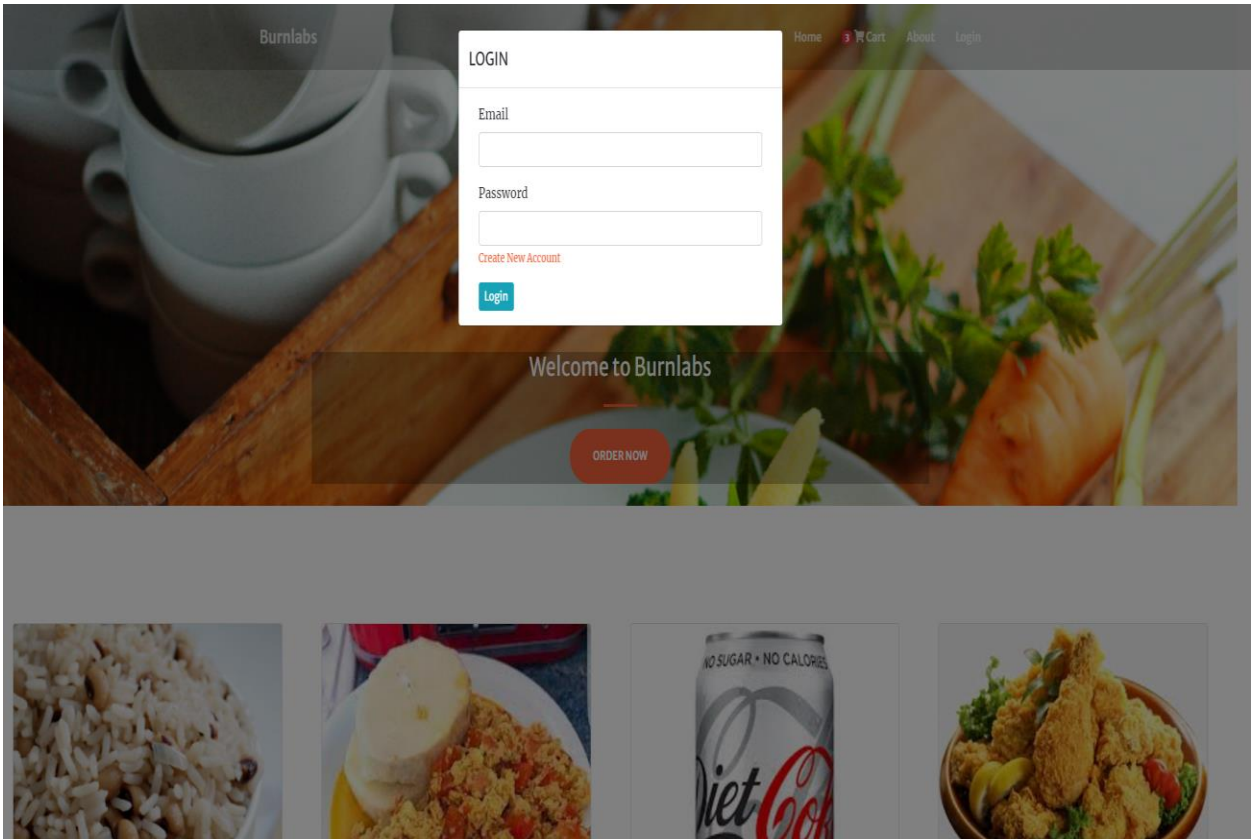 Burnlabs
Home 3 Cart About Login
LOGIN
Email
Password
Create New Account
Login
Welcome to Burnlabs
ORDER NOW
NO SUGAR • NO CALORIES
Diet Coke